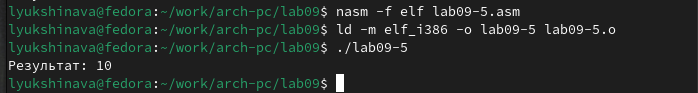 lyukshinava@fedora:~/work/arch-pc/lab09$ nasm -f elf lab09-5.asm
lyukshinava@fedora:~/work/arch-pc/lab09$ ld -m elf_i386 -o lab09-5 lab09-5.o
lyukshinava@fedora:~/work/arch-pc/lab09$ ./lab09-5
Результат: 10
lyukshinava@fedora:~/work/arch-pc/lab09$